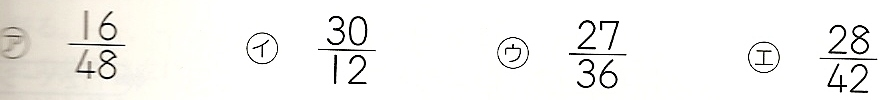 ㋐ 16/48 ㋑ 30/12 ㋒ 27/36 ㋓ 28/42